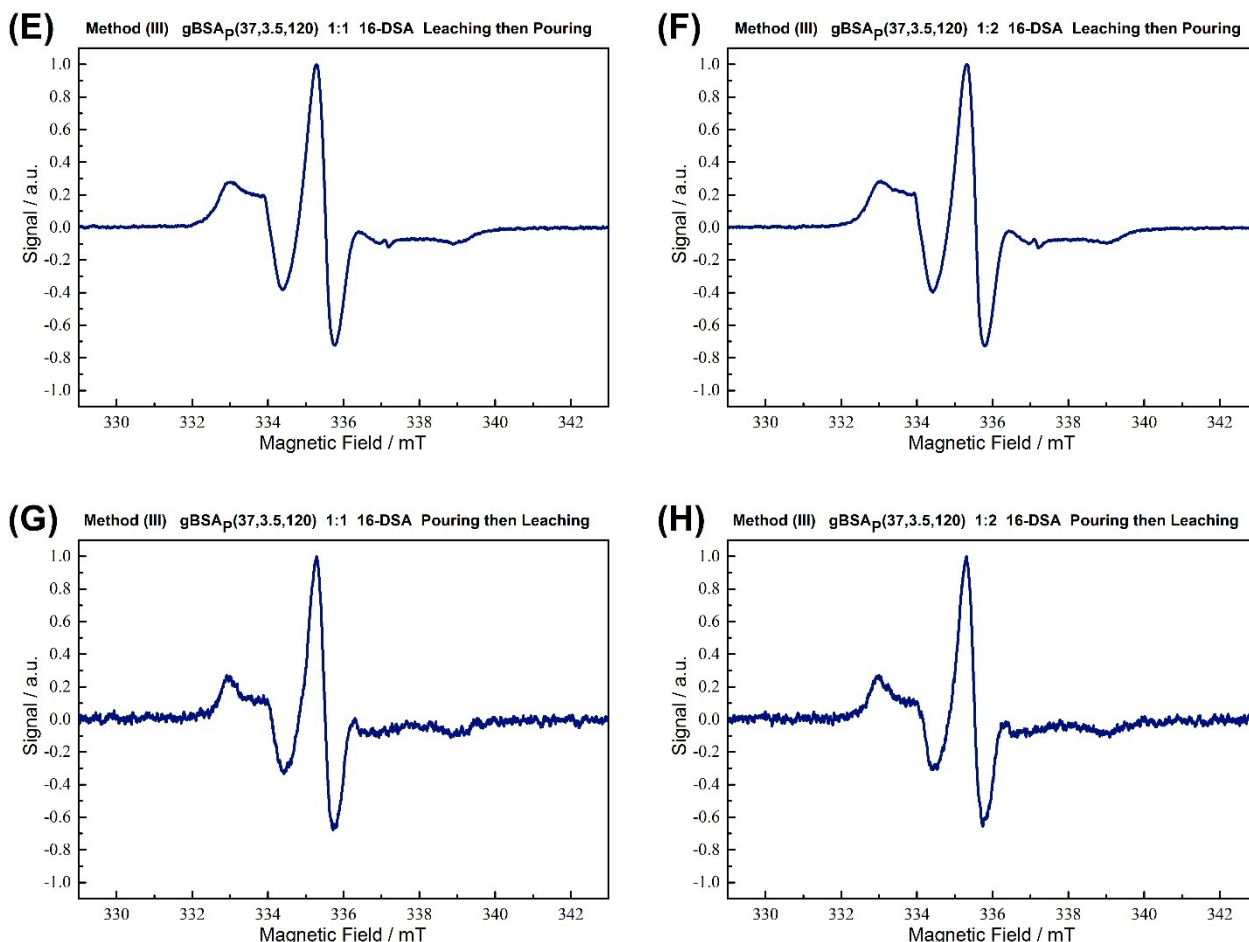 (E) Method (III) gBSAP(37,3.5,120) 1:1 16-DSA Leaching then Pouring
1.0
0.8
0.6
0.4
0.2
0.0
-0.2
-0.4
-0.6
-0.8
-1.0
Signal / a.u.
330 332 334 336 338 340 342
Magnetic Field / mT
(F) Method (III) gBSAP(37,3.5,120) 1:2 16-DSA Leaching then Pouring
1.0
0.8
0.6
0.4
0.2
0.0
-0.2
-0.4
-0.6
-0.8
-1.0
Signal / a.u.
330 332 334 336 338 340 342
Magnetic Field / mT
(G) Method (III) gBSAP(37,3.5,120) 1:1 16-DSA Pouring then Leaching
1.0
0.8
0.6
0.4
0.2
0.0
-0.2
-0.4
-0.6
-0.8
-1.0
Signal / a.u.
330 332 334 336 338 340 342
Magnetic Field / mT
(H) Method (III) gBSAP(37,3.5,120) 1:2 16-DSA Pouring then Leaching
1.0
0.8
0.6
0.4
0.2
0.0
-0.2
-0.4
-0.6
-0.8
-1.0
Signal / a.u.
330 332 334 336 338 340 342
Magnetic Field / mT